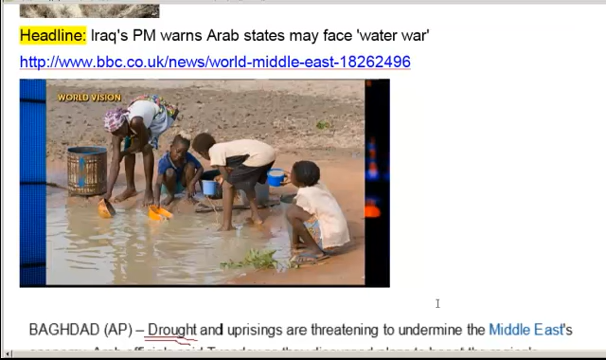 Headline: Iraq's PM warns Arab states may face 'water war'
http://www.bbc.co.uk/news/world-middle-east-18262496
WORLD VISION
BAGHDAD (AP) – Drought and uprisings are threatening to undermine the Middle East's